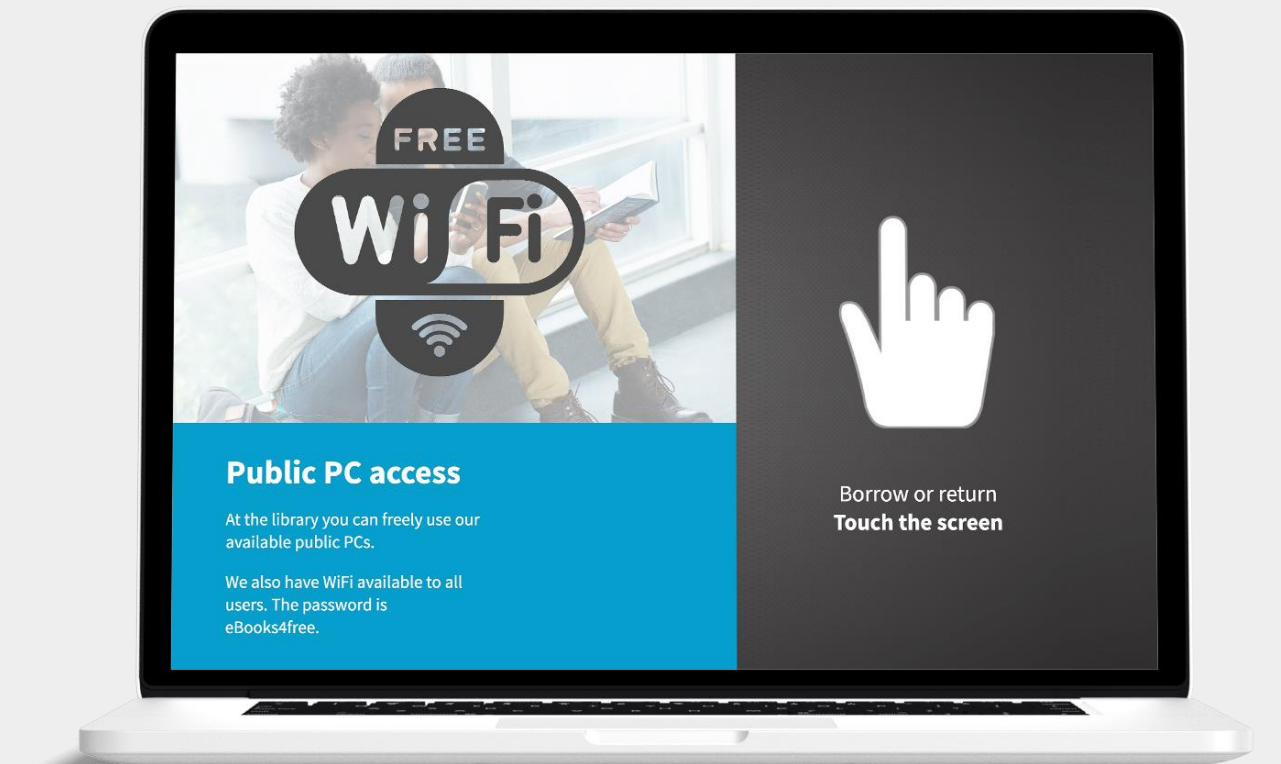 FREE
WiFi
Public PC access
At the library you can freely use our
available public PCs.
We also have WiFi available to all
users. The password is
eBooks4free.
Borrow or return
Touch the screen